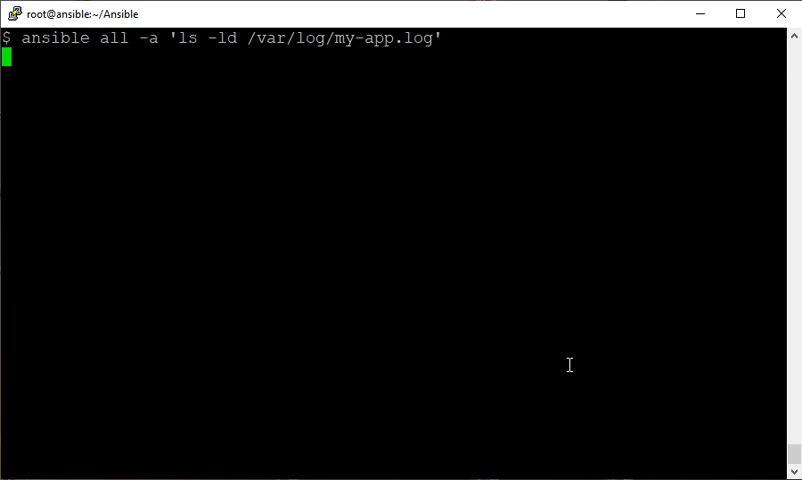 root@ansible:~/Ansible
$ ansible all -a 'ls -ld /var/log/my-app.log'